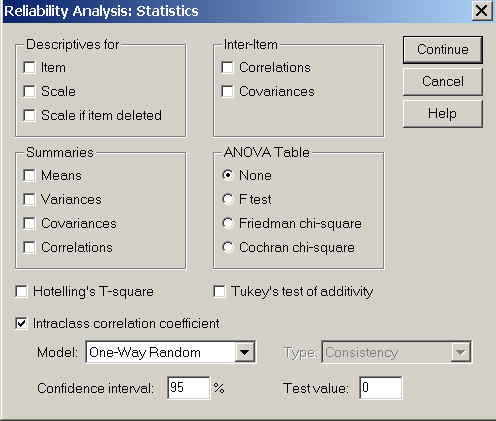 Reliability Analysis: Statistics
Descriptives for
Item
Scale
Scale if item deleted
Inter-Item
Correlations
Covariances
Continue
Cancel
Help
Summaries
Means
Variances
Covariances
Correlations
ANOVA Table
None
F test
Friedman chi-square
Cochran chi-square
Hotelling's T-square
Tukey's test of additivity
Intraclass correlation coefficient
Model: One-Way Random
Type: Consistency
Confidence interval: 95 %
Test value: 0